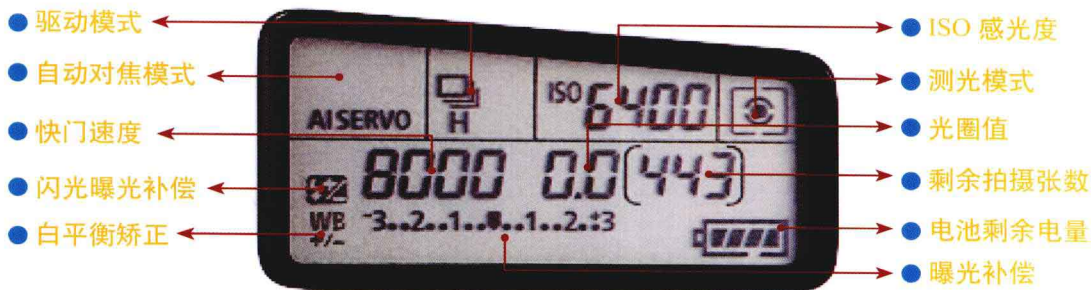 驱动模式
自动对焦模式
快门速度
闪光曝光补偿
白平衡矫正
AI SERVO
H
ISO 6400
8000 0.0 (443)
WB +/-
-3..2..1..0..1..2.:+3
ISO 感光度
测光模式
光圈值
剩余拍摄张数
电池剩余电量
曝光补偿